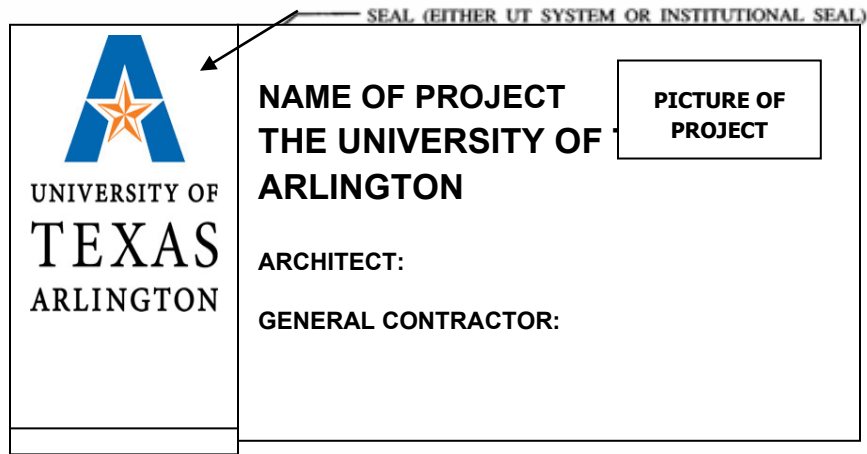 SEAL (EITHER UT SYSTEM OR INSTITUTIONAL SEAL)
UNIVERSITY OF
TEXAS
ARLINGTON
NAME OF PROJECT
THE UNIVERSITY OF
ARLINGTON
ARCHITECT:
GENERAL CONTRACTOR:
PICTURE OF
PROJECT